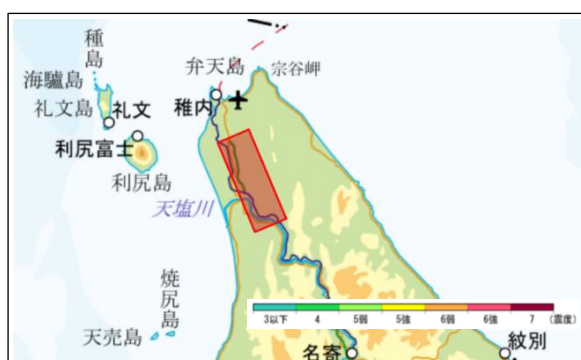 種島
海驢島
礼文島
礼文
利尻富士
利尻島
弁天島
宗谷岬
稚内
天塩川
焼尻島
天売島
3以下 4 5弱 5強 6弱 6強 7 (震度)
名寄
紋別